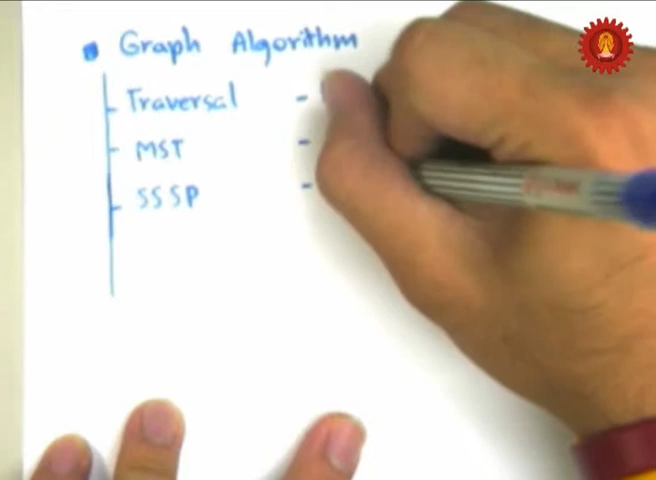 ▪ Graph Algorithm
Traversal -
MST -
SSSP -